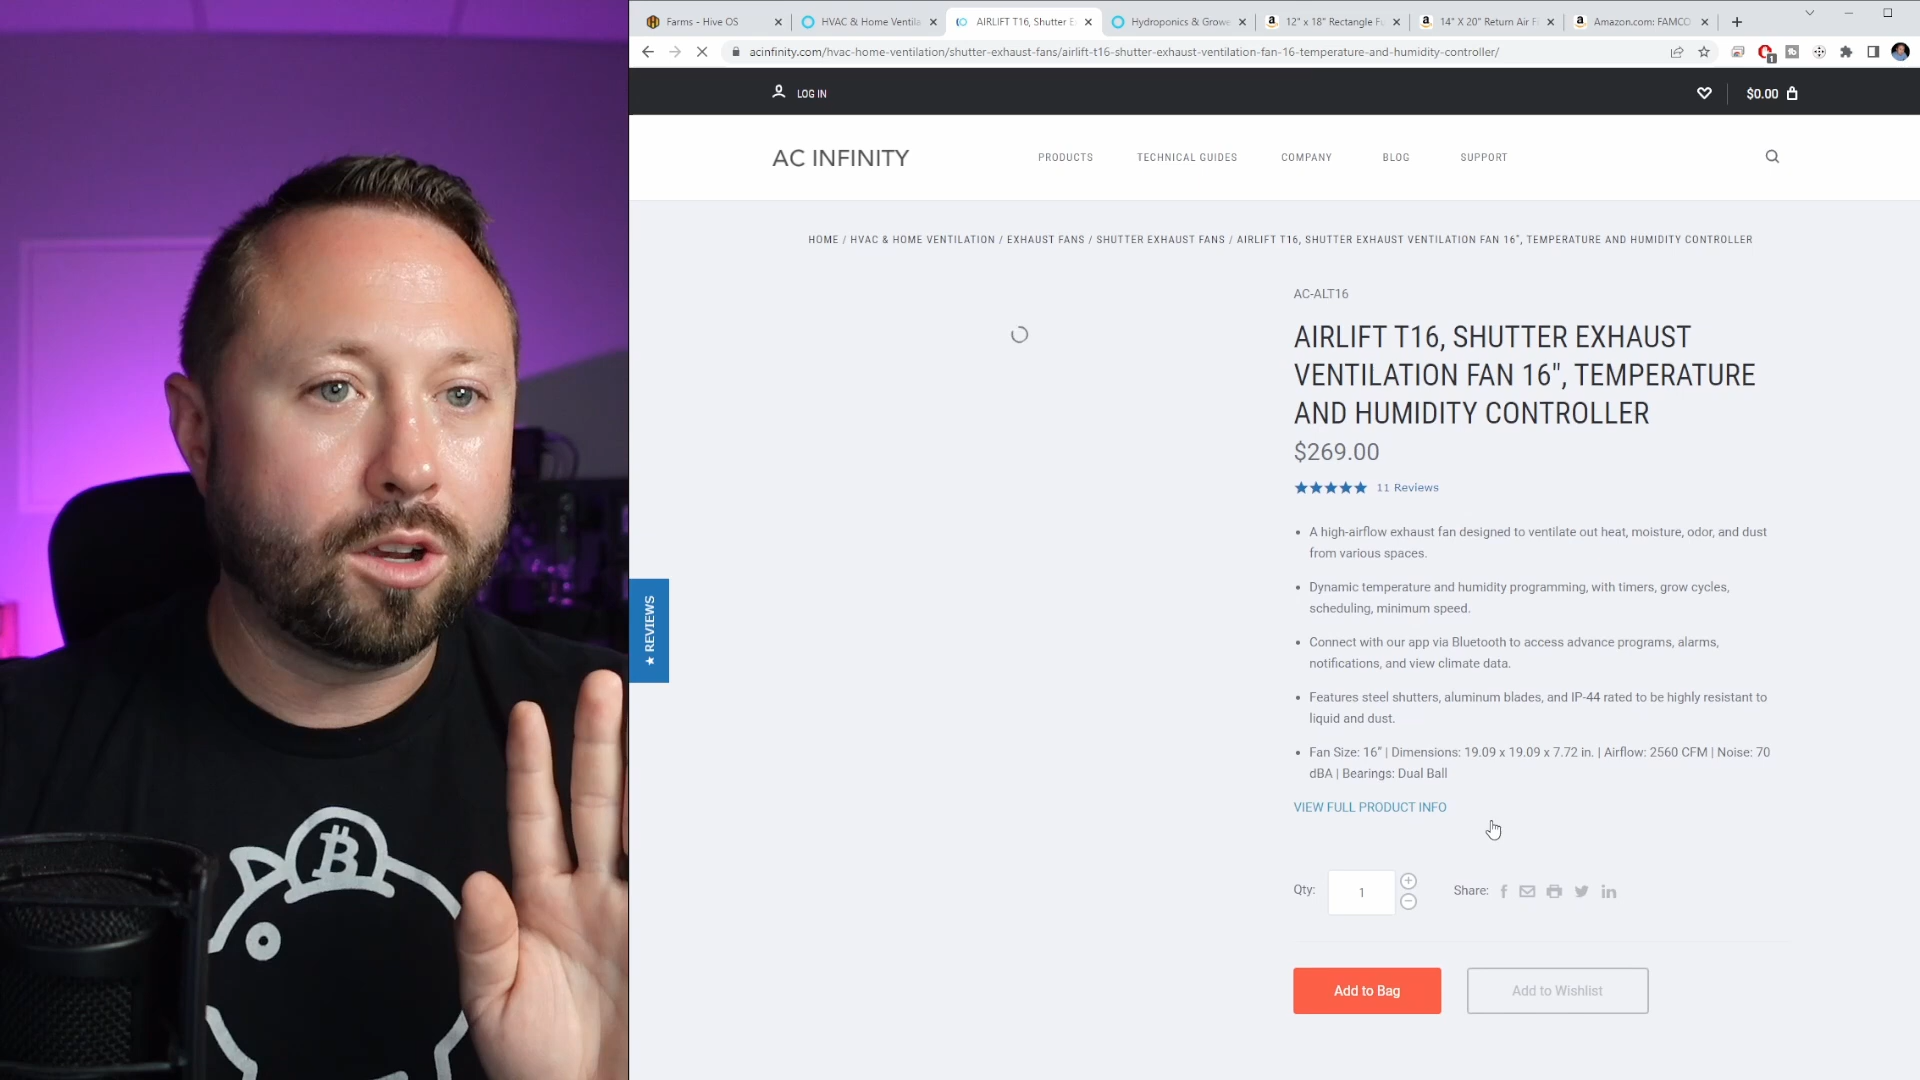 Farms - Hive OS
HVAC & Home Ventila
AIRLIFT T16, Shutter E
Hydroponics & Growe
12" x 18" Rectangle Fu
14" X 20" Return Air Fi
Amazon.com: FAMCO
acinfinity.com/hvac-home-ventilation/shutter-exhaust-fans/airlift-t16-shutter-exhaust-ventilation-fan-16-temperature-and-humidity-controller/
1
LOG IN
$0.00
AC INFINITY
PRODUCTS
TECHNICAL GUIDES
COMPANY
BLOG
SUPPORT
HOME / HVAC & HOME VENTILATION / EXHAUST FANS / SHUTTER EXHAUST FANS / AIRLIFT T16, SHUTTER EXHAUST VENTILATION FAN 16", TEMPERATURE AND HUMIDITY CONTROLLER
AC-ALT16
AIRLIFT T16, SHUTTER EXHAUST
VENTILATION FAN 16", TEMPERATURE
AND HUMIDITY CONTROLLER
$269.00
11 Reviews
• A high-airflow exhaust fan designed to ventilate out heat, moisture, odor, and dust
from various spaces.
• Dynamic temperature and humidity programming, with timers, grow cycles,
scheduling, minimum speed.
• Connect with our app via Bluetooth to access advance programs, alarms,
notifications, and view climate data.
• Features steel shutters, aluminum blades, and IP-44 rated to be highly resistant to
liquid and dust.
• Fan Size: 16” | Dimensions: 19.09 x 19.09 x 7.72 in. | Airflow: 2560 CFM | Noise: 70
dBA | Bearings: Dual Ball
VIEW FULL PRODUCT INFO
Qty:
1
Share:
Add to Bag
Add to Wishlist
★ REVIEWS